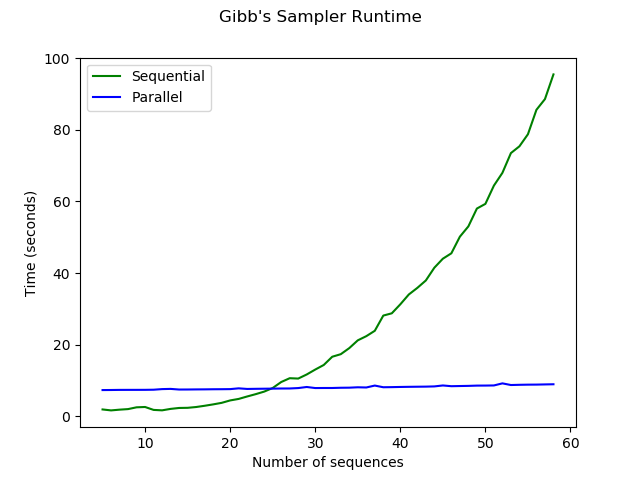 Gibb's Sampler Runtime
100
80
60
40
20
0
Time (seconds)
Sequential
Parallel
10 20 30 40 50 60
Number of sequences